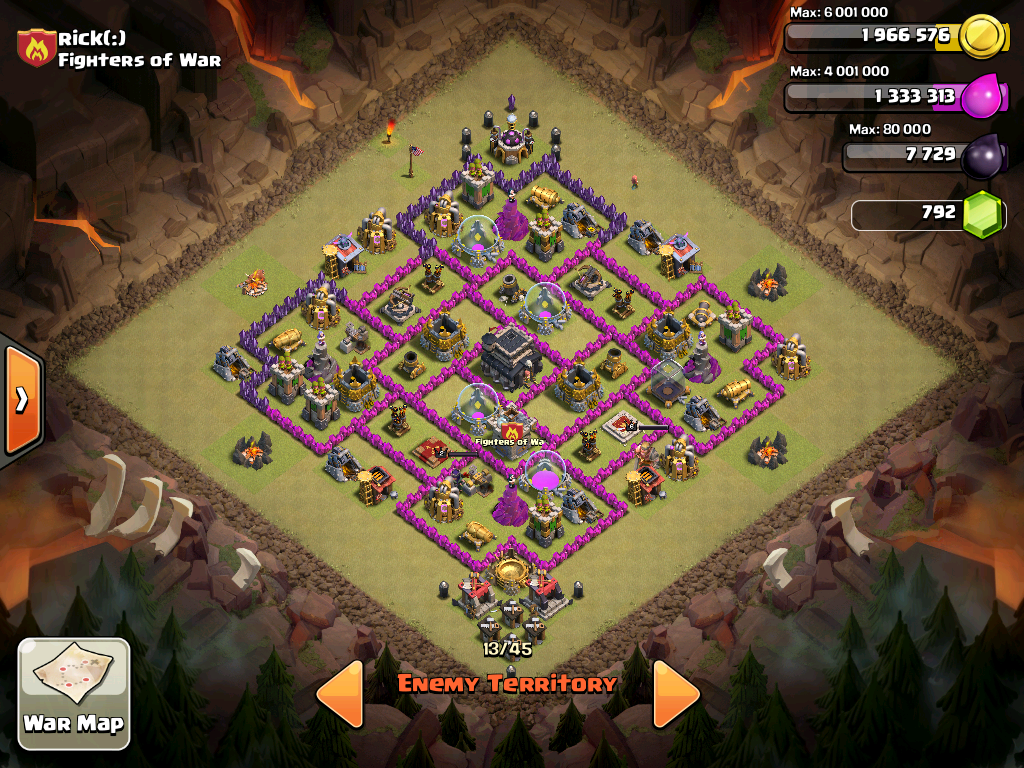 Rick(:)
Fighters of War
Max: 6 001 000
1 966 576
Max: 4 001 000
1 333 313
Max: 80 000
7 729
792
Fighters of Wa
13/45
Enemy Territory
War Map